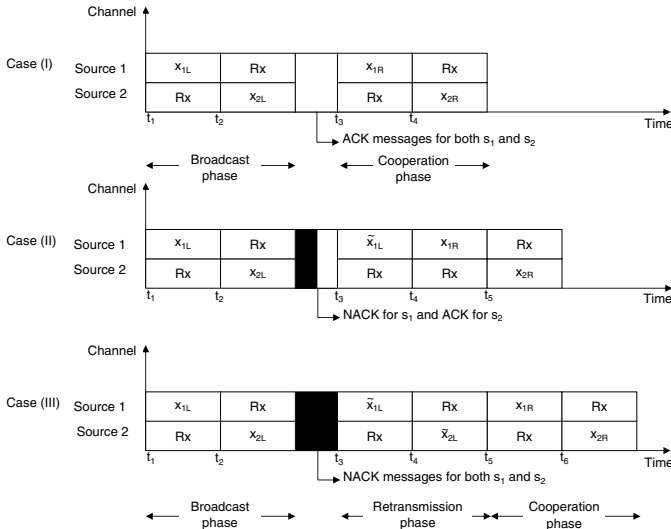 Channel
Case (I)
Source 1 x1L Rx x1R Rx
Source 2 Rx x2L Rx x2R
t1 t2 t3 t4 Time
ACK messages for both s1 and s2
Broadcast phase Cooperation phase
Channel
Case (II)
Source 1 x1L Rx x̃1L x1R Rx
Source 2 Rx x2L Rx Rx x2R
t1 t2 t3 t4 t5 Time
NACK for s1 and ACK for s2
Channel
Case (III)
Source 1 x1L Rx x̃1L Rx x1R Rx
Source 2 Rx x2L Rx x̃2L Rx x2R
t1 t2 t3 t4 t5 t6 Time
NACK messages for both s1 and s2
Broadcast phase Retransmission phase Cooperation phase